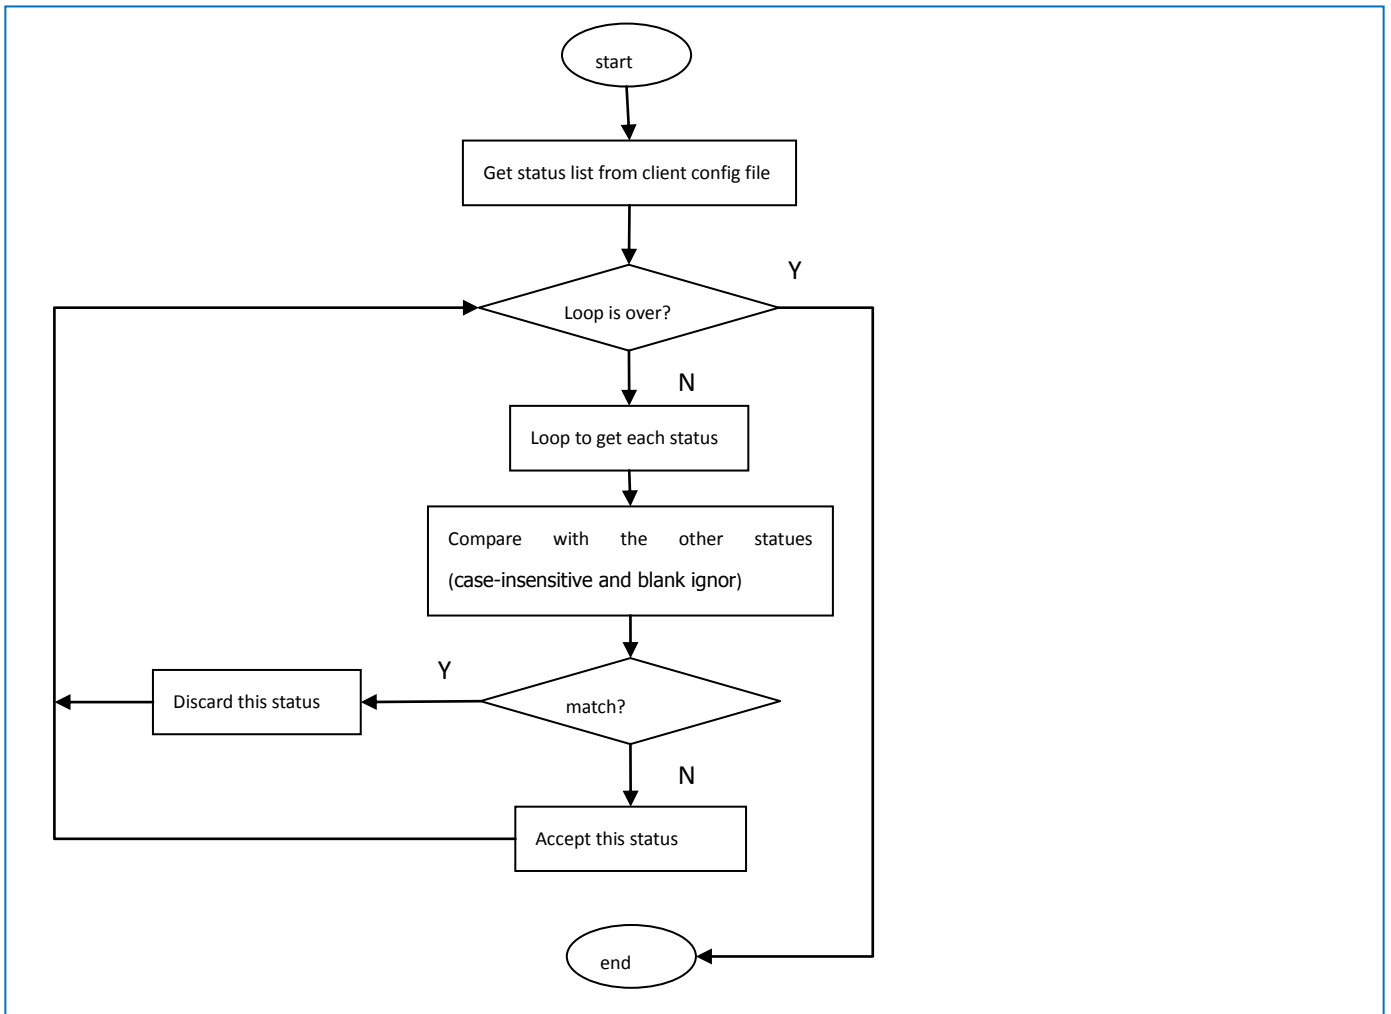 start
Get status list from client config file
Y
Loop is over?
N
Loop to get each status
Compare with the other statues
(case-insensitive and blank ignor)
Y
Discard this status
match?
N
Accept this status
end